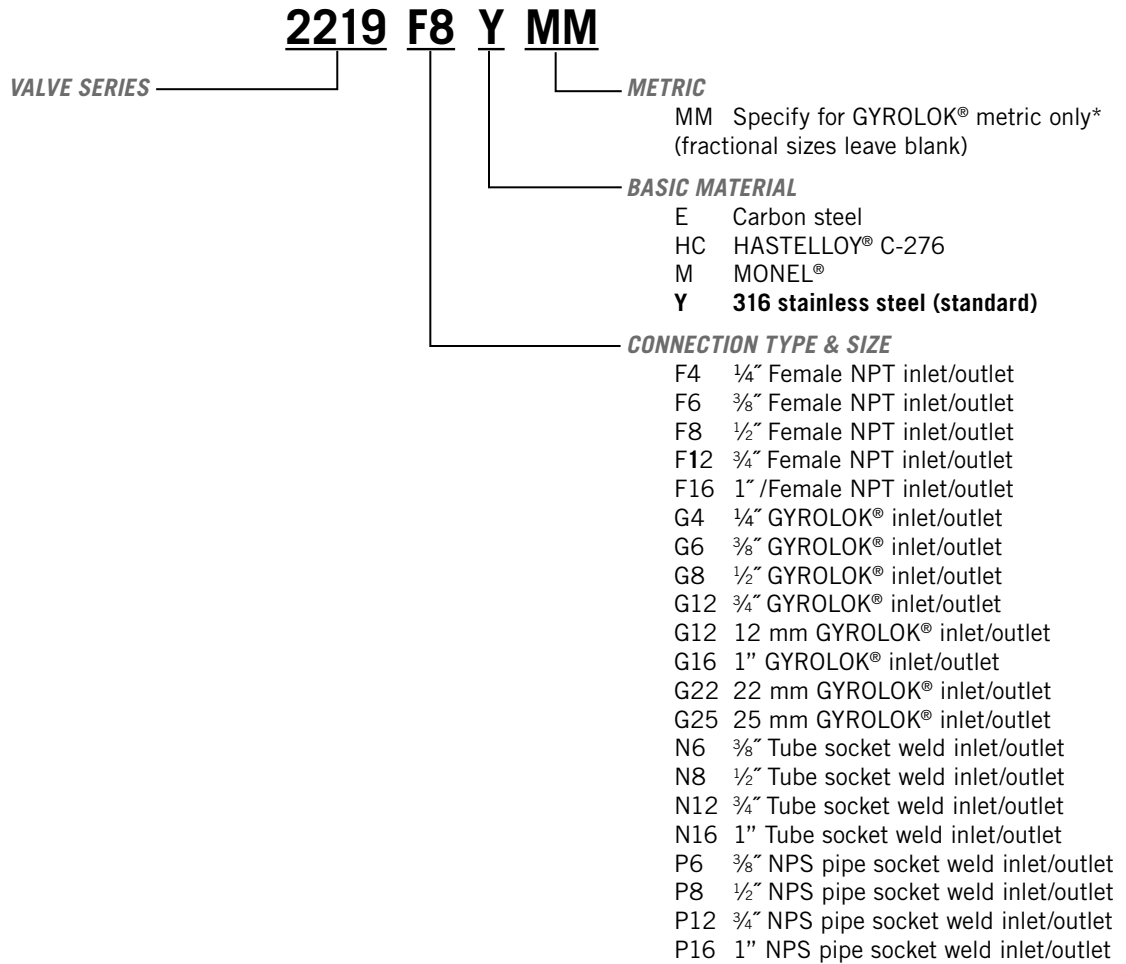 2219 F8 Y MM
VALVE SERIES
METRIC
MM Specify for GYROLOK® metric only*
(fractional sizes leave blank)
BASIC MATERIAL
E Carbon steel
HC HASTELLOY® C-276
M MONEL®
Y 316 stainless steel (standard)
CONNECTION TYPE & SIZE
F4 ¼˝ Female NPT inlet/outlet
F6 ⅜˝ Female NPT inlet/outlet
F8 ½˝ Female NPT inlet/outlet
F12 ¾˝ Female NPT inlet/outlet
F16 1˝ /Female NPT inlet/outlet
G4 ¼˝ GYROLOK® inlet/outlet
G6 ⅜˝ GYROLOK® inlet/outlet
G8 ½˝ GYROLOK® inlet/outlet
G12 ¾˝ GYROLOK® inlet/outlet
G12 12 mm GYROLOK® inlet/outlet
G16 1” GYROLOK® inlet/outlet
G22 22 mm GYROLOK® inlet/outlet
G25 25 mm GYROLOK® inlet/outlet
N6 ⅜˝ Tube socket weld inlet/outlet
N8 ½˝ Tube socket weld inlet/outlet
N12 ¾˝ Tube socket weld inlet/outlet
N16 1” Tube socket weld inlet/outlet
P6 ⅜˝ NPS pipe socket weld inlet/outlet
P8 ½˝ NPS pipe socket weld inlet/outlet
P12 ¾˝ NPS pipe socket weld inlet/outlet
P16 1” NPS pipe socket weld inlet/outlet